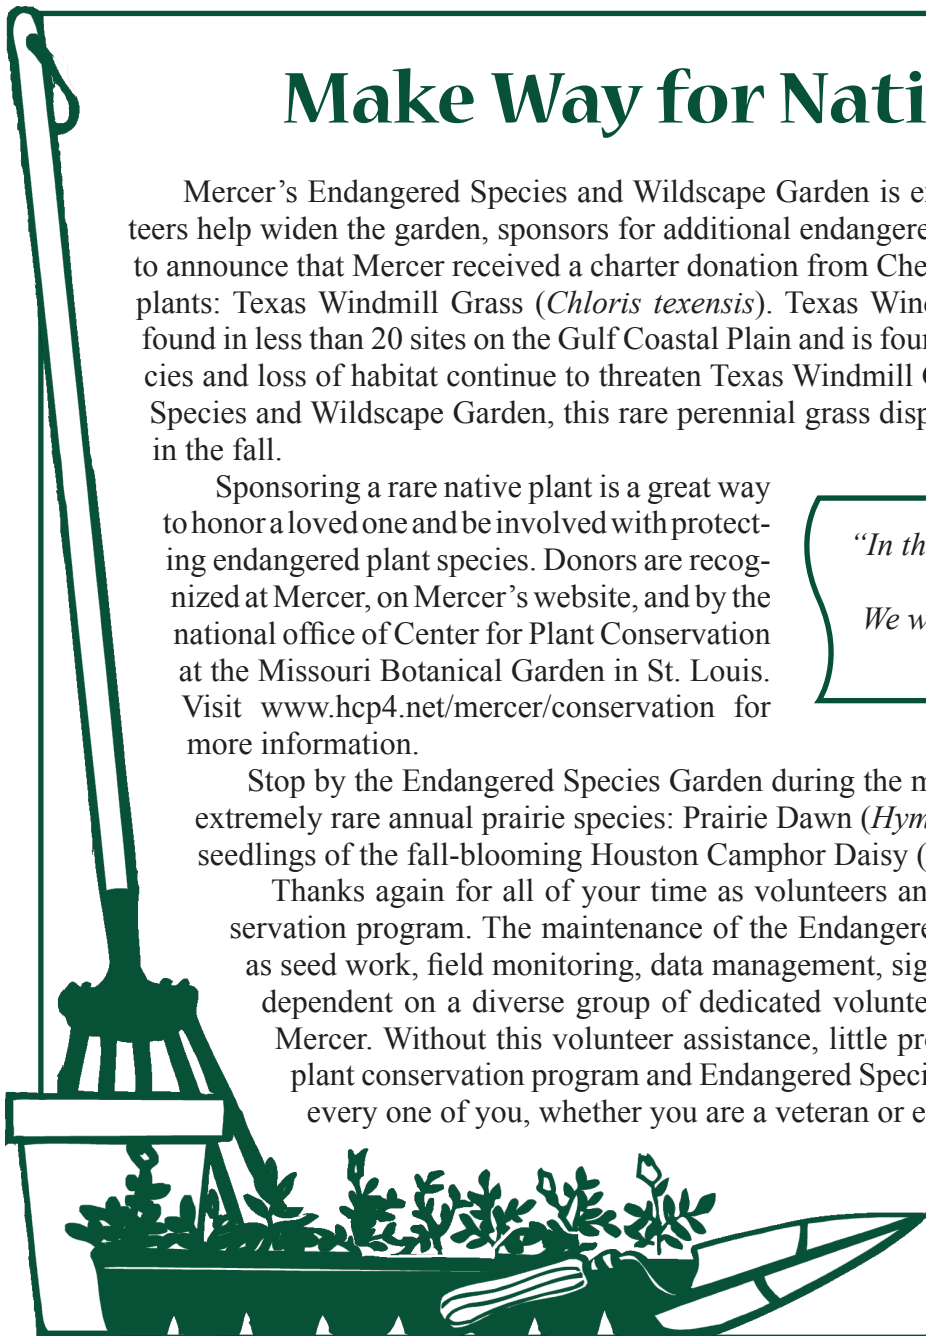 Make Way for Nati
Mercer’s Endangered Species and Wildscape Garden is e
teers help widen the garden, sponsors for additional endangere
to announce that Mercer received a charter donation from Che
plants: Texas Windmill Grass (Chloris texensis). Texas Win
found in less than 20 sites on the Gulf Coastal Plain and is four
cies and loss of habitat continue to threaten Texas Windmill
Species and Wildscape Garden, this rare perennial grass disp
in the fall.
Sponsoring a rare native plant is a great way
to honor a loved one and be involved with protect-
ing endangered plant species. Donors are recog-
nized at Mercer, on Mercer’s website, and by the
national office of Center for Plant Conservation
at the Missouri Botanical Garden in St. Louis.
Visit www.hcp4.net/mercer/conservation for
more information.
“In th
We w
Stop by the Endangered Species Garden during the m
extremely rare annual prairie species: Prairie Dawn (Hym
seedlings of the fall-blooming Houston Camphor Daisy (
Thanks again for all of your time as volunteers an
servation program. The maintenance of the Endangere
as seed work, field monitoring, data management, sig
dependent on a diverse group of dedicated volunte
Mercer. Without this volunteer assistance, little pr
plant conservation program and Endangered Speci
every one of you, whether you are a veteran or e